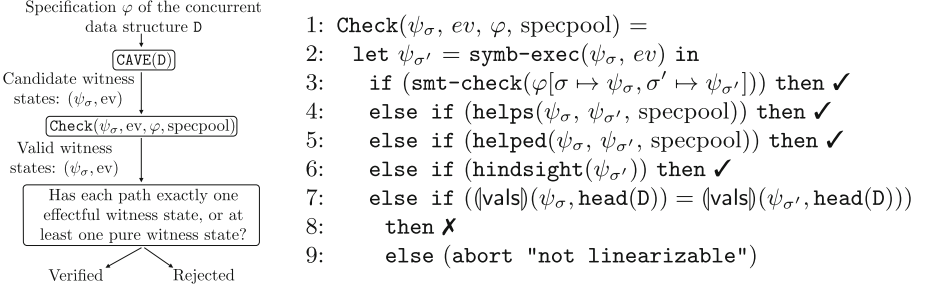 Specification φ of the concurrent
data structure D
CAVE(D)
Candidate witness
states: (ψσ, ev)
Check(ψσ, ev, φ, specpool)
Valid witness
states: (ψσ, ev)
Has each path exactly one
effectful witness state, or at
least one pure witness state?
Verified
Rejected
1: Check(ψσ, ev, φ, specpool) =
2: let ψσ′ = symb-exec(ψσ, ev) in
3: if (smt-check(φ[σ ↦ ψσ, σ′ ↦ ψσ′])) then ✓
4: else if (helps(ψσ, ψσ′, specpool)) then ✓
5: else if (helped(ψσ, ψσ′, specpool)) then ✓
6: else if (hindsight(ψσ′)) then ✓
7: else if ((⦇vals⦈(ψσ, head(D)) = ⦇vals⦈(ψσ′, head(D)))
8: then ✗
9: else (abort "not linearizable")